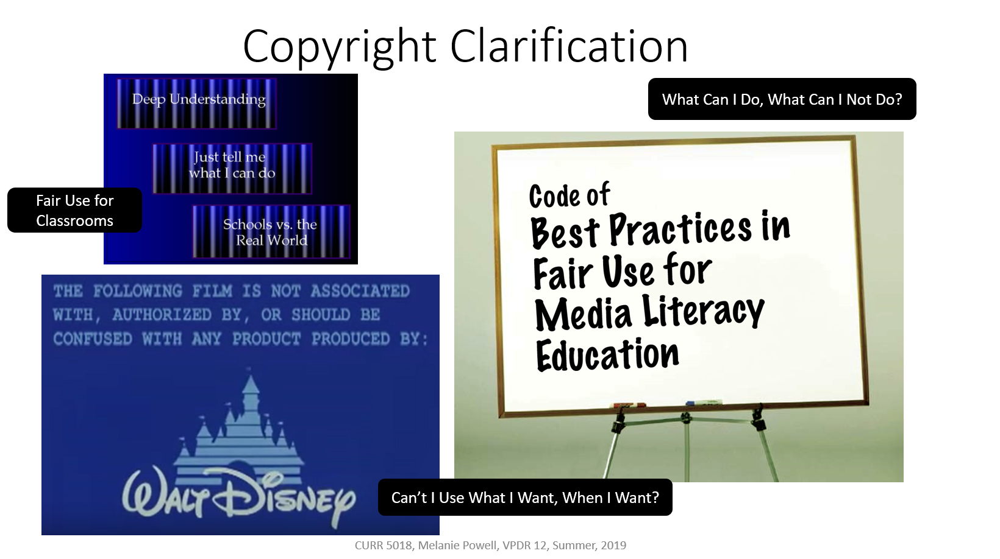 Copyright Clarification
Deep Understanding
Just tell me
what I can do
Schools vs. the
Real World
Fair Use for
Classrooms
What Can I Do, What Can I Not Do?
Code of
Best Practices in
Fair Use for
Media Literacy
Education
THE FOLLOWING FILM IS NOT ASSOCIATED
WITH, AUTHORIZED BY, OR SHOULD BE
CONFUSED WITH ANY PRODUCT PRODUCED BY:
WALT DISNEY
Can’t I Use What I Want, When I Want?
CURR 5018, Melanie Powell, VPDR 12, Summer, 2019